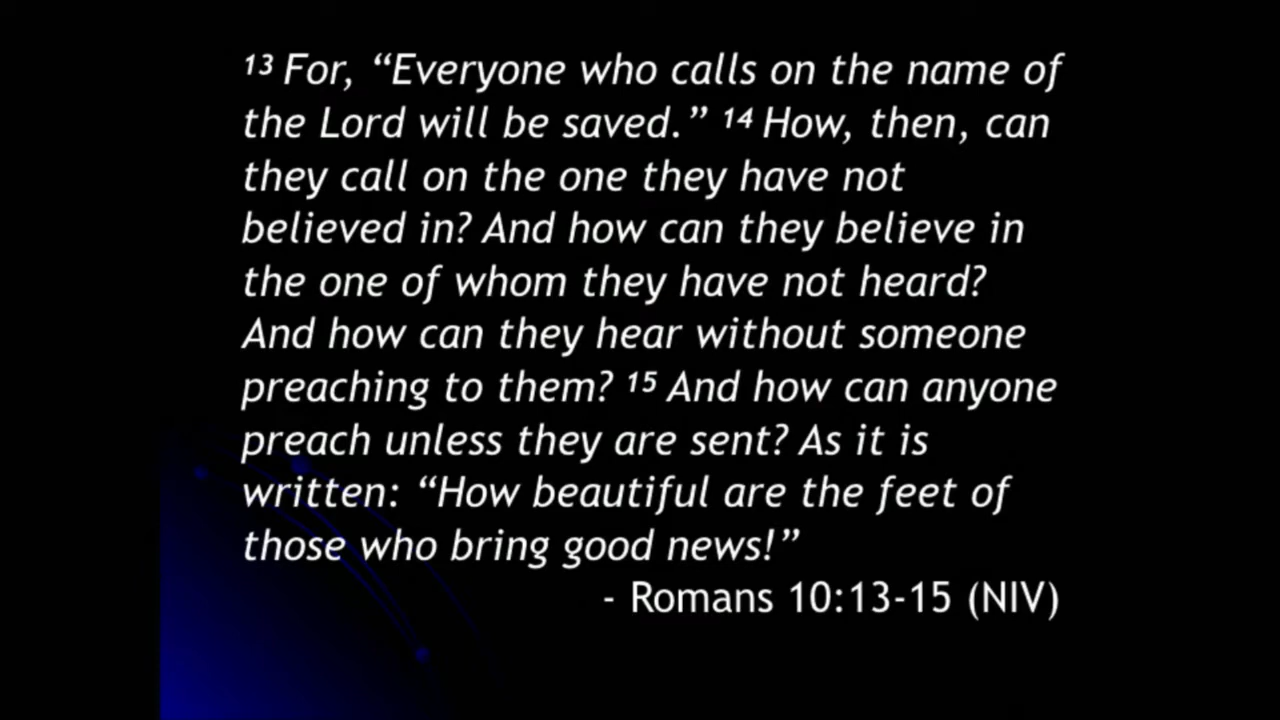 13 For, “Everyone who calls on the name of
the Lord will be saved.” 14 How, then, can
they call on the one they have not
believed in? And how can they believe in
the one of whom they have not heard?
And how can they hear without someone
preaching to them? 15 And how can anyone
preach unless they are sent? As it is
written: “How beautiful are the feet of
those who bring good news!”
- Romans 10:13-15 (NIV)